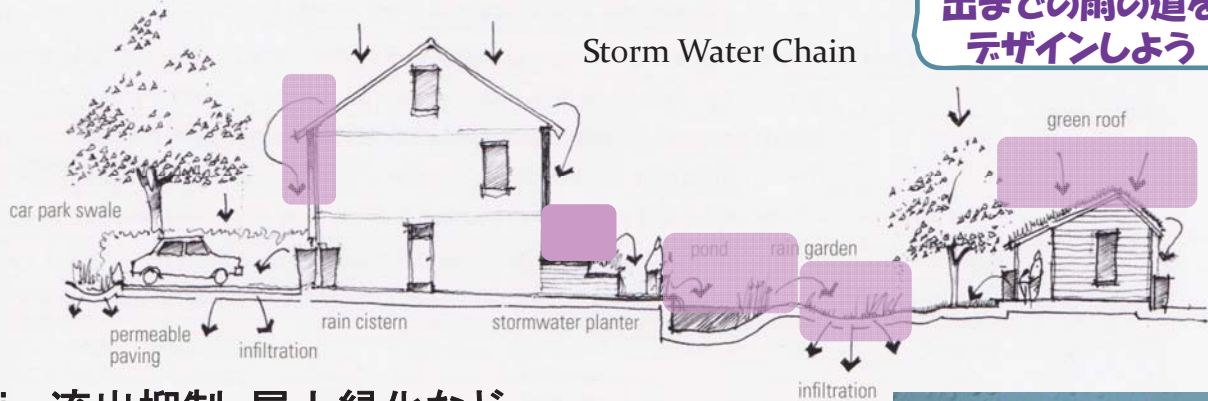 出までの雨の道を
デザインしよう
Storm Water Chain
green roof
car park swale
pond
rain garden
permeable
paving
infiltration
rain cistern
stormwater planter
infiltration
流出抑制 屋上緑化など